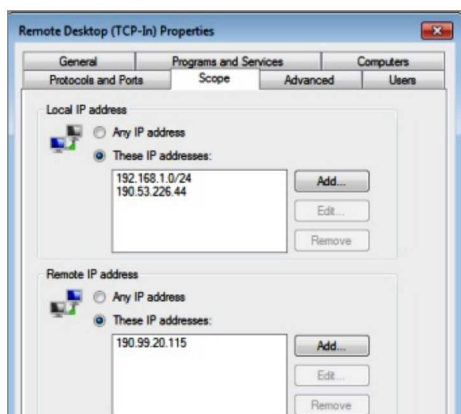 Remote Desktop (TCP-In) Properties
General Programs and Services Computers
Protocols and Ports Scope Advanced Users
Local IP address
Any IP address
These IP addresses:
192.168.1.0/24
190.53.226.44
Add...
Edit...
Remove
Remote IP address
Any IP address
These IP addresses:
190.99.20.115
Add...
Edit...
Remove